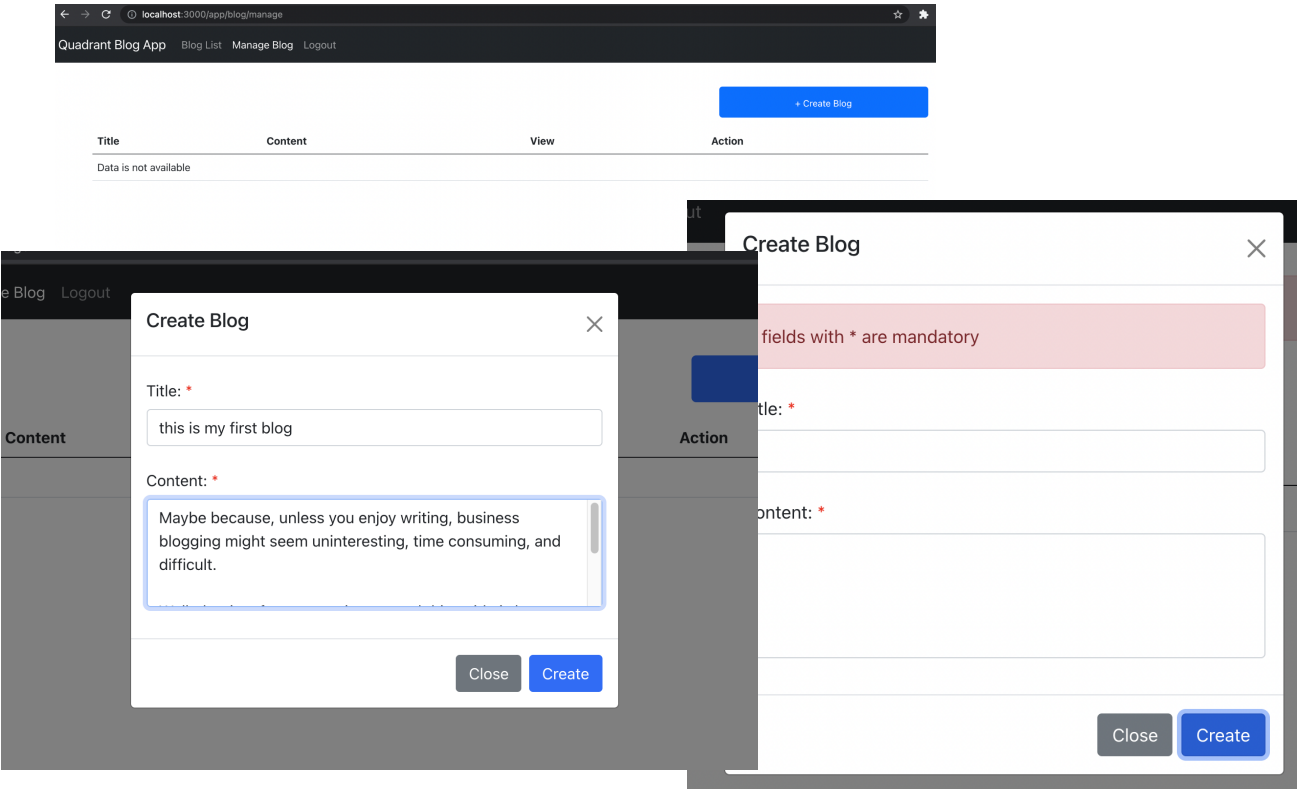 localhost:3000/app/blog/manage
Quadrant Blog App Blog List Manage Blog Logout
+ Create Blog
Title Content View Action
Data is not available
Create Blog
fields with * are mandatory
tle: *
ontent: *
Close Create
e Blog Logout
Content Action
Create Blog
Title: *
this is my first blog
Content: *
Maybe because, unless you enjoy writing, business
blogging might seem uninteresting, time consuming, and
difficult.
Close Create